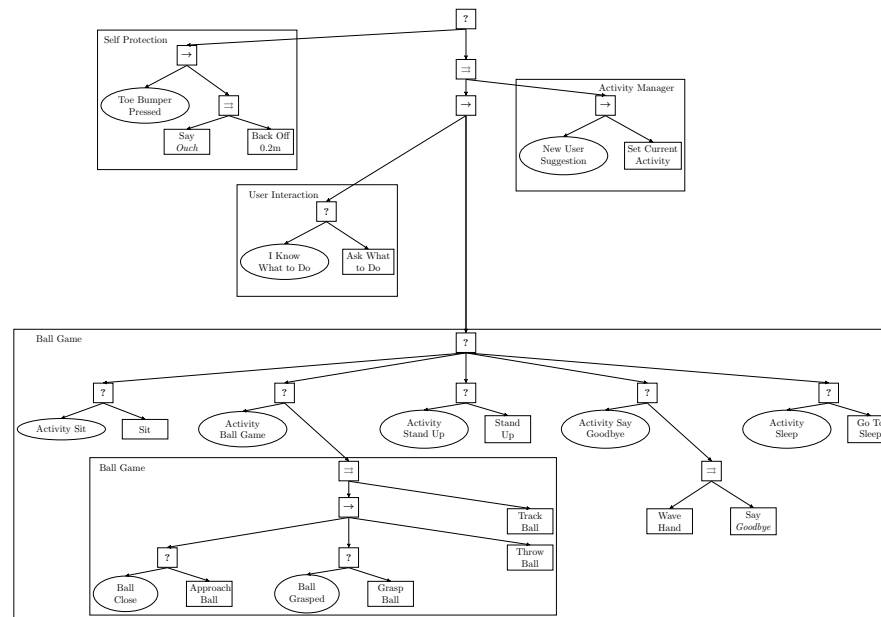 ?
Self Protection
→
⇉
Activity Manager
Toe Bumper
Pressed
⇉
→
→
Say
Ouch
Back Off
0.2m
New User
Suggestion
Set Current
Activity
User Interaction
?
I Know
What to Do
Ask What
to Do
Ball Game
?
?
?
?
?
?
Activity Sit
Sit
Activity
Ball Game
Activity
Stand Up
Stand
Up
Activity Say
Goodbye
Activity
Sleep
Go To
Sleep
Ball Game
⇉
⇉
→
Track
Ball
Wave
Hand
Say
Goodbye
?
?
Throw
Ball
Ball
Close
Approach
Ball
Ball
Grasped
Grasp
Ball